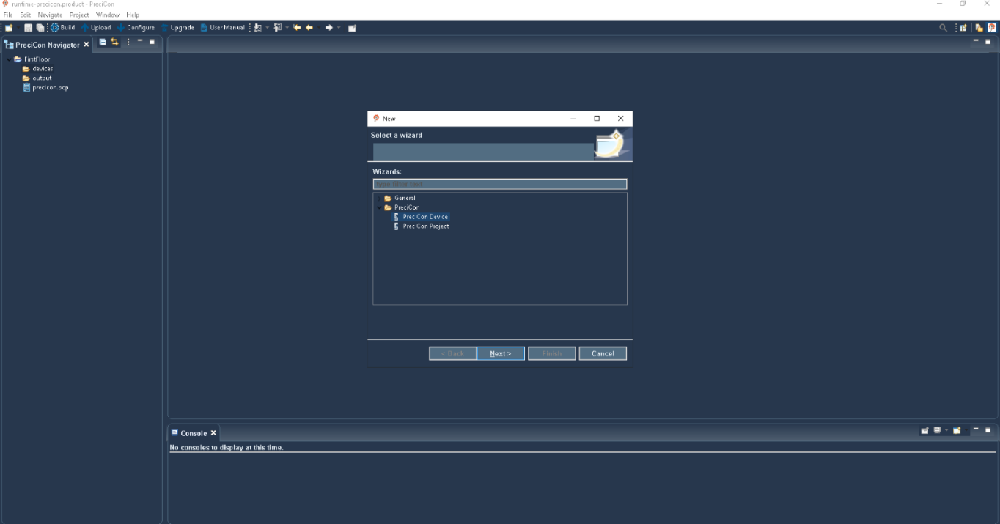 runtime-precicon.product - PreciCon
File Edit Navigate Project Window Help
Build Upload Configure Upgrade User Manual
PreciCon Navigator
FirstFloor
devices
output
precicon.pcp
New
Select a wizard
Wizards:
type filter text
General
PreciCon
PreciCon Device
PreciCon Project
< Back Next > Finish Cancel
Console
No consoles to display at this time.